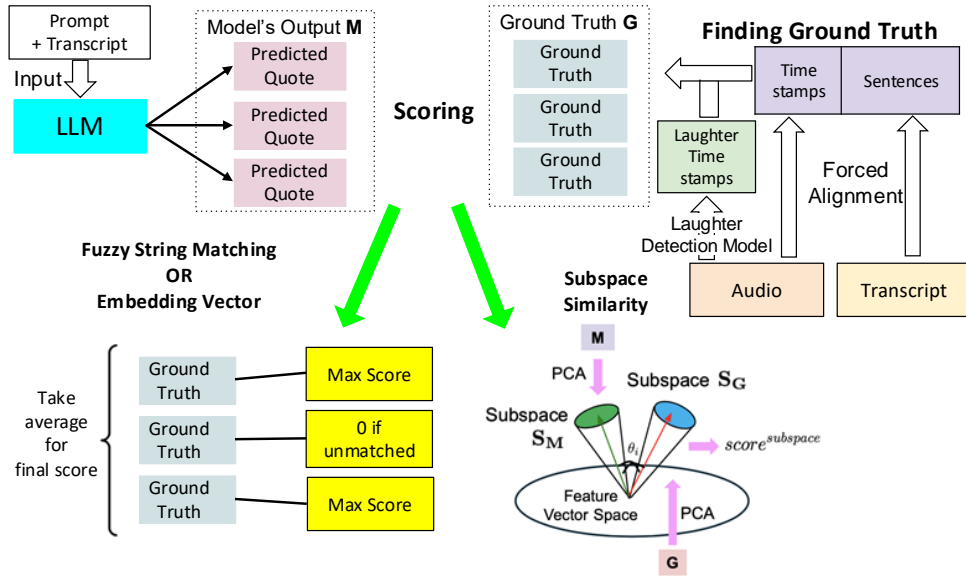 Prompt
+ Transcript
Input
LLM
Model's Output M
Predicted
Quote
Predicted
Quote
Predicted
Quote
Scoring
Ground Truth G
Ground
Truth
Ground
Truth
Ground
Truth
Finding Ground Truth
Time
stamps
Sentences
Laughter
Time
stamps
Forced
Alignment
Laughter
Detection Model
Audio
Transcript
Fuzzy String Matching
OR
Embedding Vector
Take
average
for
final score
Ground
Truth
Max Score
Ground
Truth
0 if
unmatched
Ground
Truth
Max Score
Subspace
Similarity
M
PCA
Subspace S_G
Subspace
S_M
θ_i
score^subspace
Feature
Vector Space
PCA
G